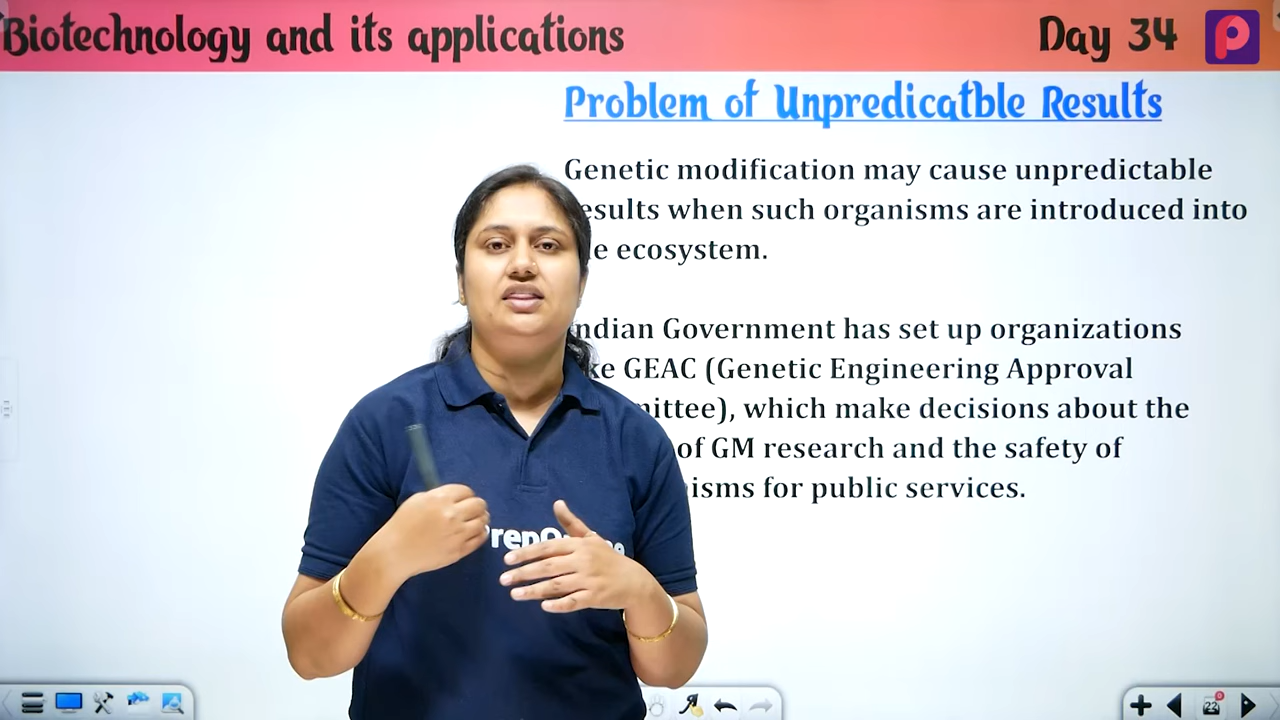 Biotechnology and its applications
Day 34
Problem of Unpredicatble Results
Genetic modification may cause unpredictable
esults when such organisms are introduced into
e ecosystem.
ndian Government has set up organizations
ke GEAC (Genetic Engineering Approval
mittee), which make decisions about the
of GM research and the safety of
isms for public services.
22